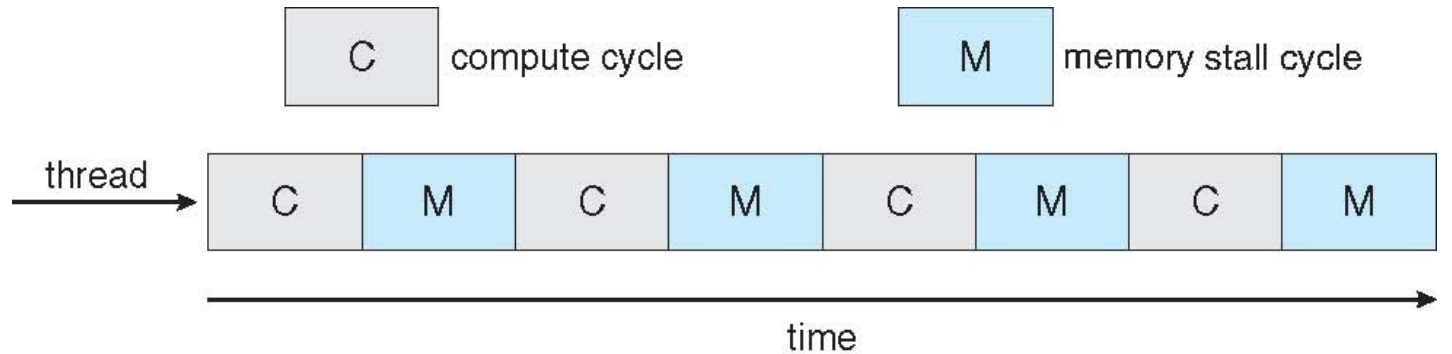 C compute cycle M memory stall cycle
thread
C M C M C M C M
time